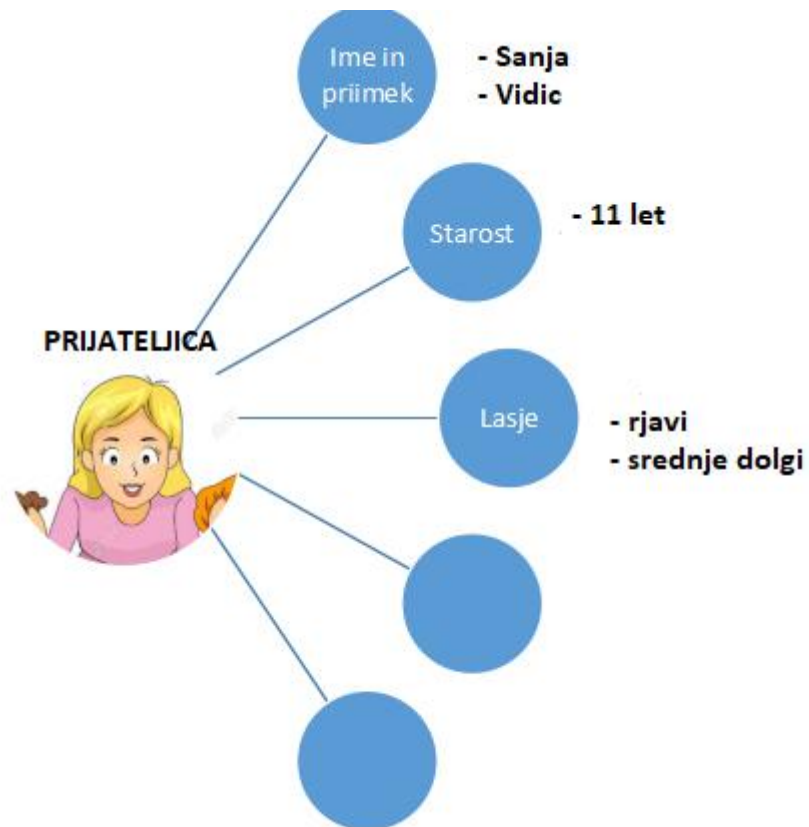 Ime in
priimek
- Sanja
- Vidic
Starost
- 11 let
PRIJATELJICA
Lasje
- rjavi
- srednje dolgi